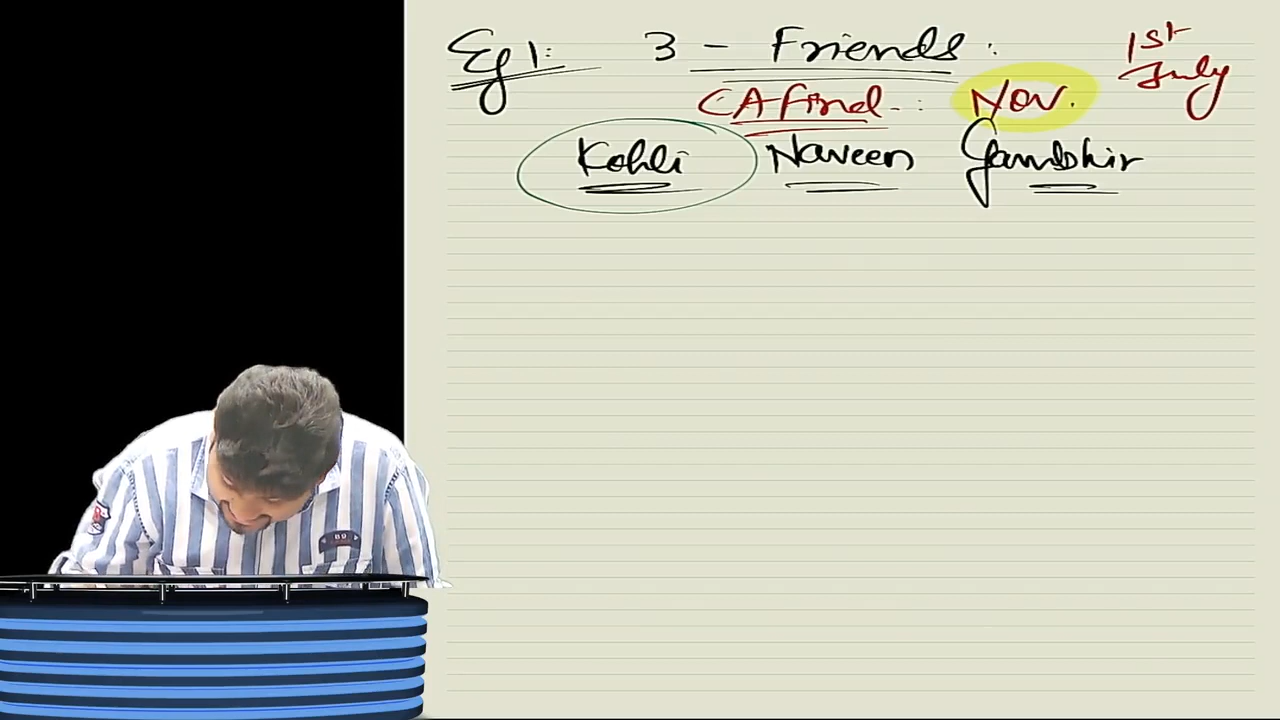 Eg 1: 3 - Friends: 1st July
CA final -: Nov.
Kohli Naveen Gambhir